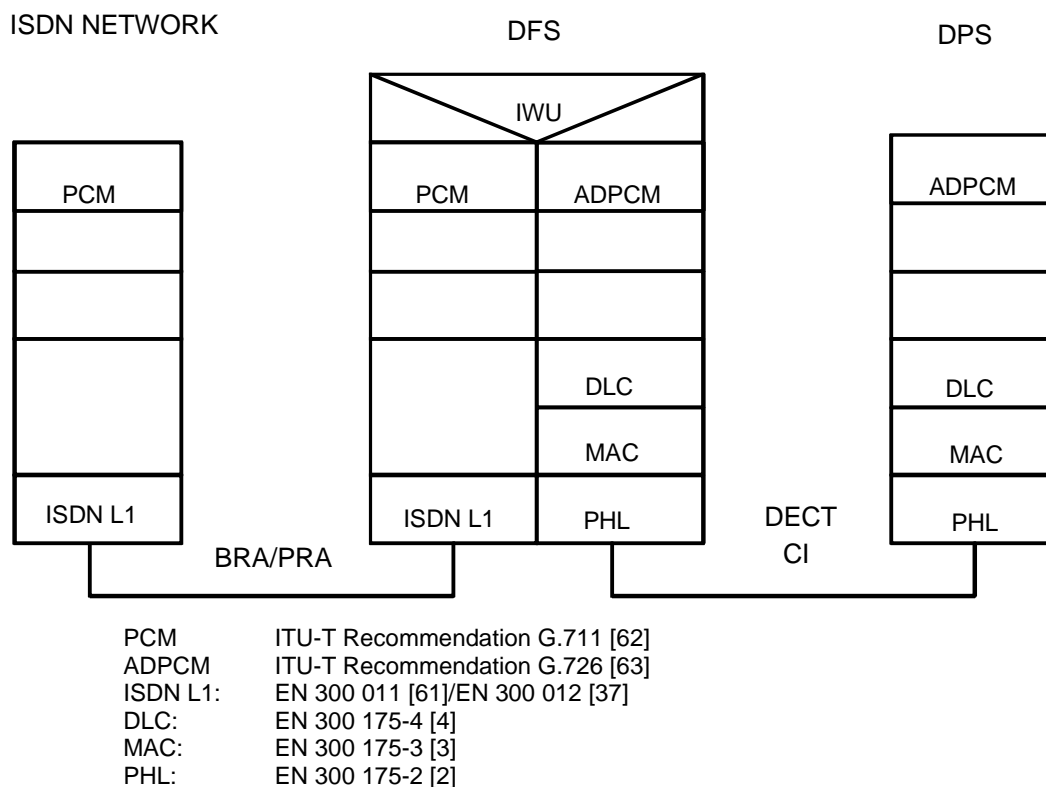 ISDN NETWORK DFS DPS
IWU
PCM PCM ADPCM ADPCM
DLC DLC
MAC MAC
ISDN L1 ISDN L1 PHL PHL
BRA/PRA DECT
CI
PCM ITU-T Recommendation G.711 [62]
ADPCM ITU-T Recommendation G.726 [63]
ISDN L1: EN 300 011 [61]/EN 300 012 [37]
DLC: EN 300 175-4 [4]
MAC: EN 300 175-3 [3]
PHL: EN 300 175-2 [2]